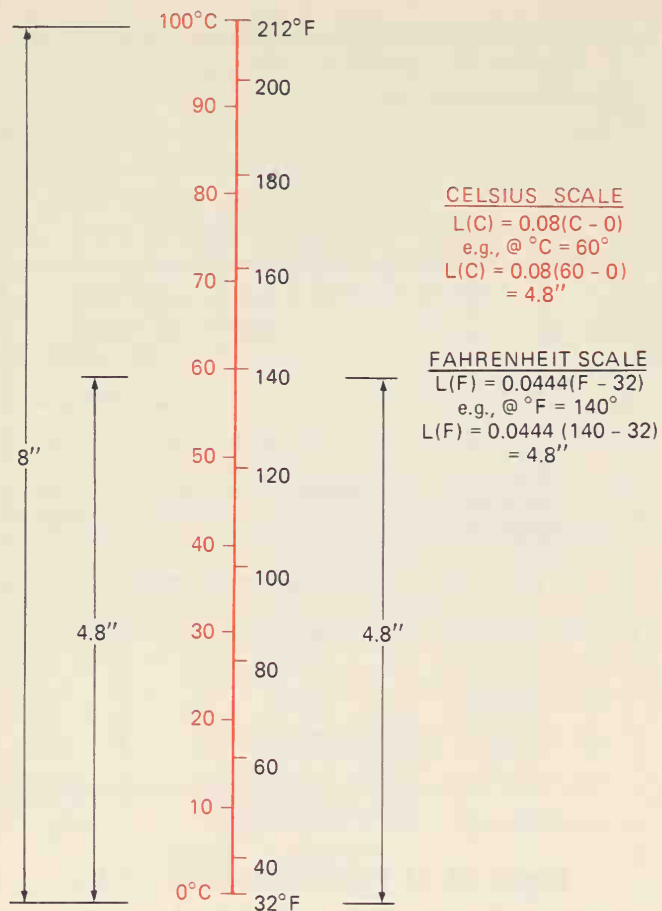 100°C
212°F
200
90
180
80
CELSIUS SCALE
L(C) = 0.08(C - 0)
e.g., @ °C = 60°
L(C) = 0.08(60 - 0)
= 4.8"
70
160
60
140
FAHRENHEIT SCALE
L(F) = 0.0444(F - 32)
e.g., @ °F = 140°
L(F) = 0.0444 (140 - 32)
= 4.8"
8"
50
120
40
100
4.8"
30
4.8"
80
20
60
10
40
0°C
32°F